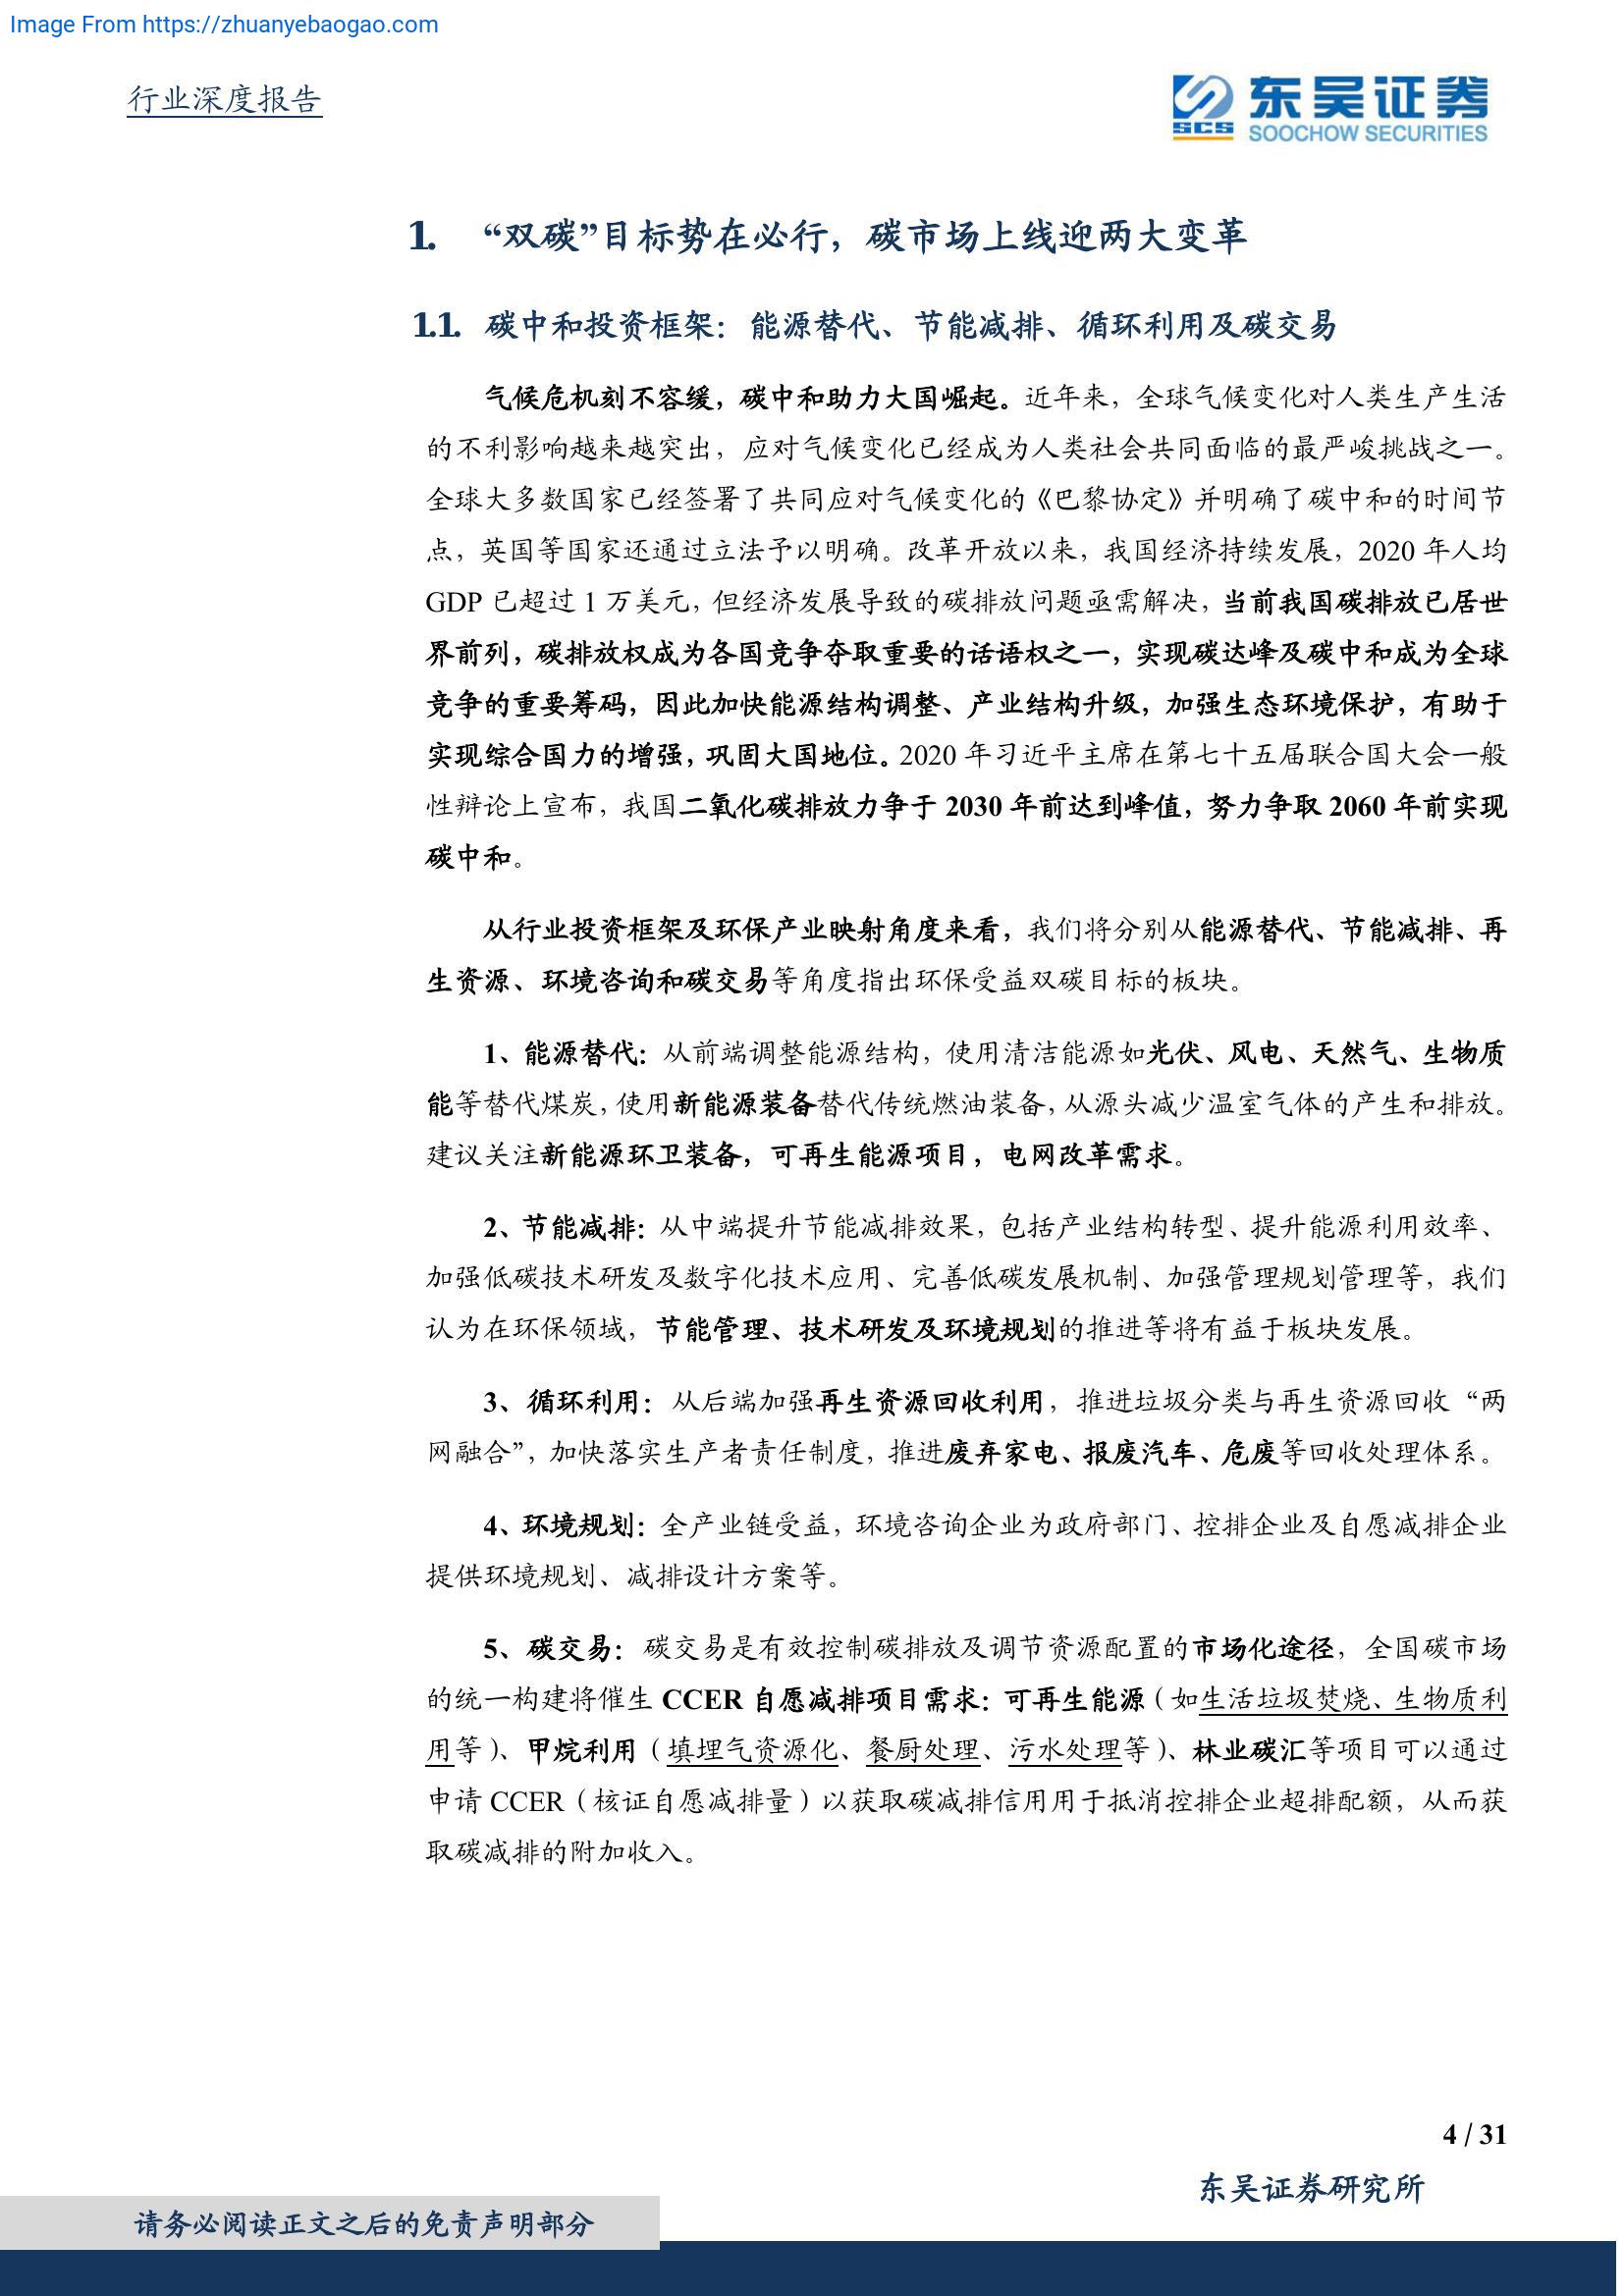 Image From https://zhuanyebaogao.com
行业深度报告
SCS
东吴证券
SOOCHOW SECURITIES
1. “双碳”目标势在必行，碳市场上线迎两大变革
1.1. 碳中和投资框架：能源替代、节能减排、循环利用及碳交易
气候危机刻不容缓，碳中和助力大国崛起。近年来，全球气候变化对人类生产生活
的不利影响越来越突出，应对气候变化已经成为人类社会共同面临的最严峻挑战之一。
全球大多数国家已经签署了共同应对气候变化的《巴黎协定》并明确了碳中和的时间节
点，英国等国家还通过立法予以明确。改革开放以来，我国经济持续发展，2020 年人均
GDP 已超过 1 万美元，但经济发展导致的碳排放问题亟需解决，当前我国碳排放已居世
界前列，碳排放权成为各国竞争夺取重要的话语权之一，实现碳达峰及碳中和成为全球
竞争的重要筹码，因此加快能源结构调整、产业结构升级，加强生态环境保护，有助于
实现综合国力的增强，巩固大国地位。2020 年习近平主席在第七十五届联合国大会一般
性辩论上宣布，我国二氧化碳排放力争于 2030 年前达到峰值，努力争取 2060 年前实现
碳中和。
从行业投资框架及环保产业映射角度来看，我们将分别从能源替代、节能减排、再
生资源、环境咨询和碳交易等角度指出环保受益双碳目标的板块。
1、能源替代：从前端调整能源结构，使用清洁能源如光伏、风电、天然气、生物质
能等替代煤炭，使用新能源装备替代传统燃油装备，从源头减少温室气体的产生和排放。
建议关注新能源环卫装备，可再生能源项目，电网改革需求。
2、节能减排：从中端提升节能减排效果，包括产业结构转型、提升能源利用效率、
加强低碳技术研发及数字化技术应用、完善低碳发展机制、加强管理规划管理等，我们
认为在环保领域，节能管理、技术研发及环境规划的推进等将有益于板块发展。
3、循环利用：从后端加强再生资源回收利用，推进垃圾分类与再生资源回收“两
网融合”，加快落实生产者责任制度，推进废弃家电、报废汽车、危废等回收处理体系。
4、环境规划：全产业链受益，环境咨询企业为政府部门、控排企业及自愿减排企业
提供环境规划、减排设计方案等。
5、碳交易：碳交易是有效控制碳排放及调节资源配置的市场化途径，全国碳市场
的统一构建将催生 CCER 自愿减排项目需求：可再生能源（如生活垃圾焚烧、生物质利
用等）、甲烷利用（填埋气资源化、餐厨处理、污水处理等）、林业碳汇等项目可以通过
申请 CCER（核证自愿减排量）以获取碳减排信用用于抵消控排企业超排配额，从而获
取碳减排的附加收入。
4 / 31
东吴证券研究所
请务必阅读正文之后的免责声明部分